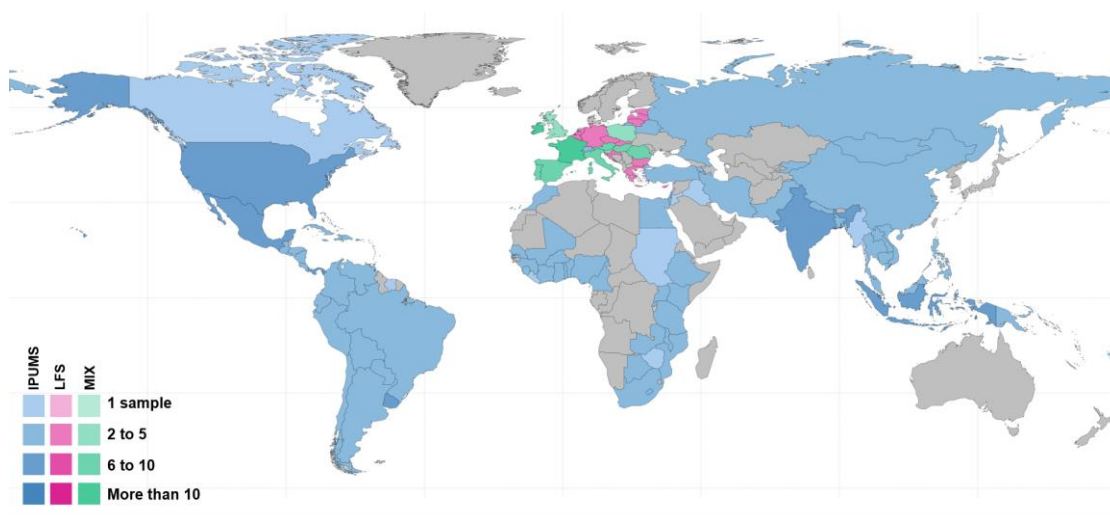 IPUMS
LFS
MIX
1 sample
2 to 5
6 to 10
More than 10